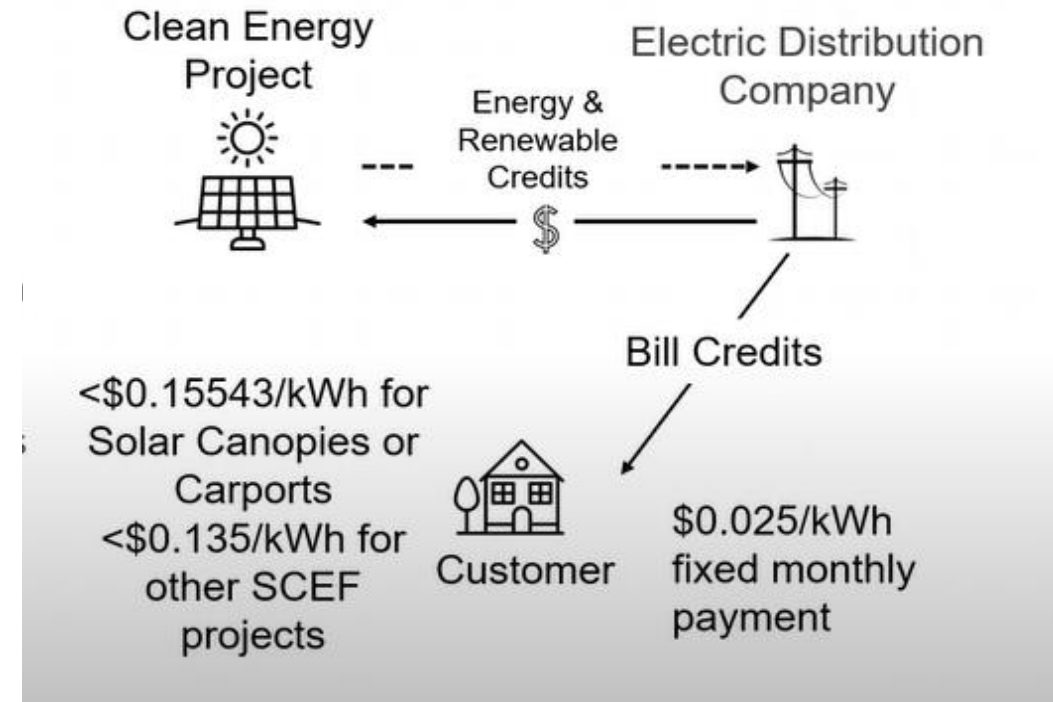 Clean Energy
Project
Electric Distribution
Company
Energy &
Renewable
Credits
$
Bill Credits
<$0.15543/kWh for
Solar Canopies or
Carports
<$0.135/kWh for
other SCEF
projects
Customer
$0.025/kWh
fixed monthly
payment